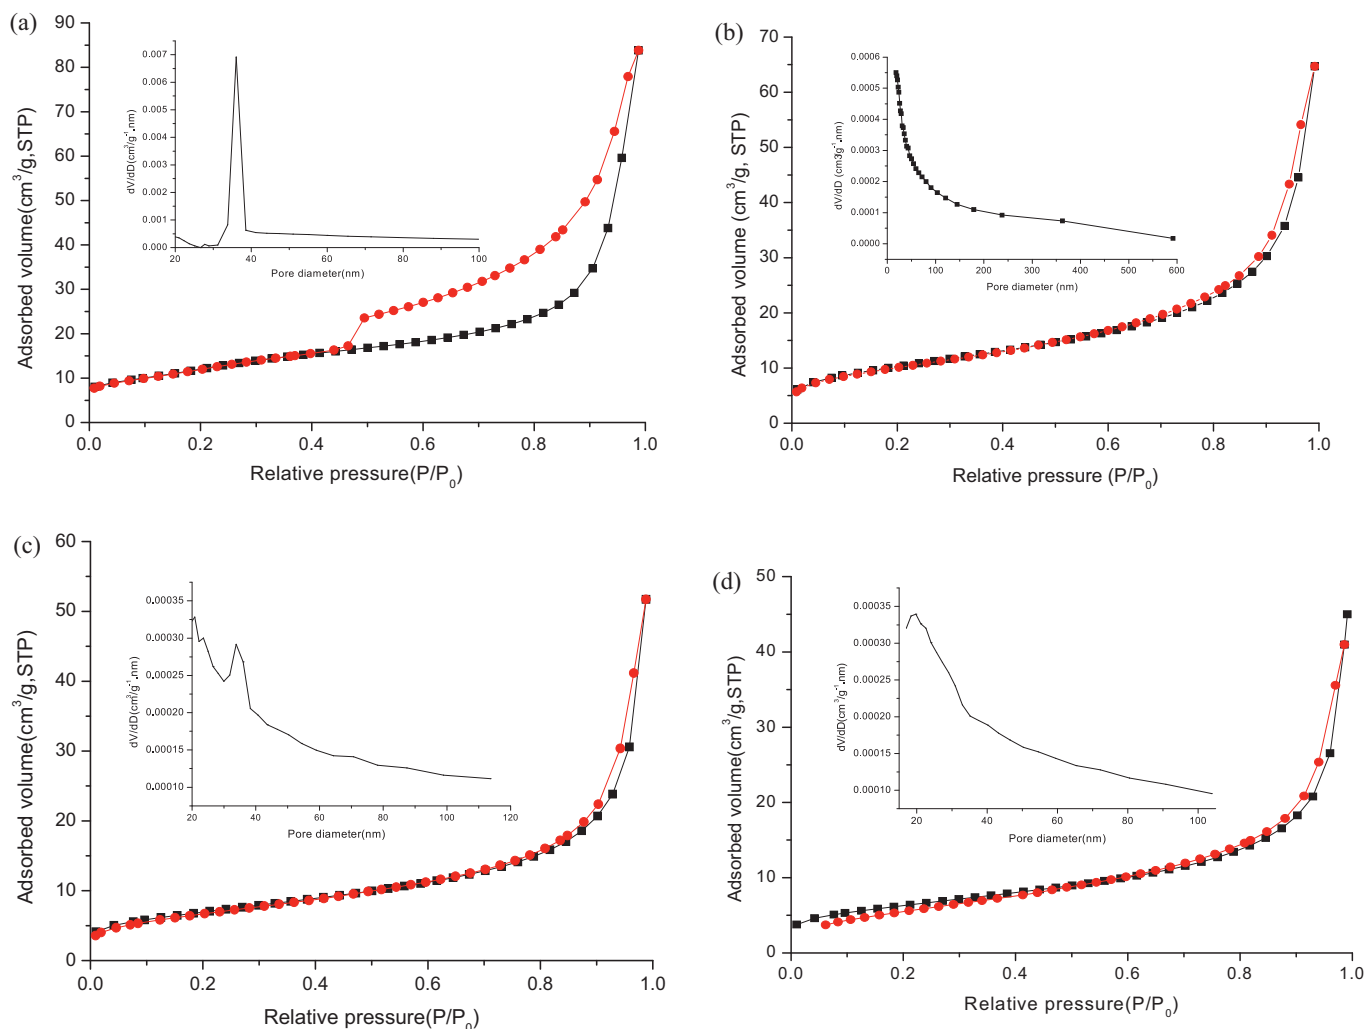 (a)
90
80
70
60
50
40
30
20
10
0
Adsorbed volume(cm³/g,STP)
0.0 0.2 0.4 0.6 0.8 1.0
Relative pressure(P/P₀)
0.007
0.006
0.005
0.004
0.003
0.002
0.001
0.000
dV/dD(cm³/g⁻¹.nm)
20 40 60 80 100
Pore diameter(nm)
(b)
70
60
50
40
30
20
10
0
Adsorbed volume (cm³/g, STP)
0.0 0.2 0.4 0.6 0.8 1.0
Relative pressure (P/P₀)
0.0006
0.0005
0.0004
0.0003
0.0002
0.0001
0.0000
dV/dD (cm3g⁻¹.nm)
0 100 200 300 400 500 600
Pore diameter (nm)
(c)
60
50
40
30
20
10
0
Adsorbed volume(cm³/g,STP)
0.0 0.2 0.4 0.6 0.8 1.0
Relative pressure(P/P₀)
0.00035
0.00030
0.00025
0.00020
0.00015
0.00010
dV/dD(cm³/g⁻¹.nm)
20 40 60 80 100 120
Pore diameter(nm)
(d)
50
40
30
20
10
0
Adsorbed volume(cm³/g,STP)
0.0 0.2 0.4 0.6 0.8 1.0
Relative pressure(P/P₀)
0.00035
0.00030
0.00025
0.00020
0.00015
0.00010
dV/dD(cm³/g⁻¹.nm)
20 40 60 80 100
Pore diameter(nm)